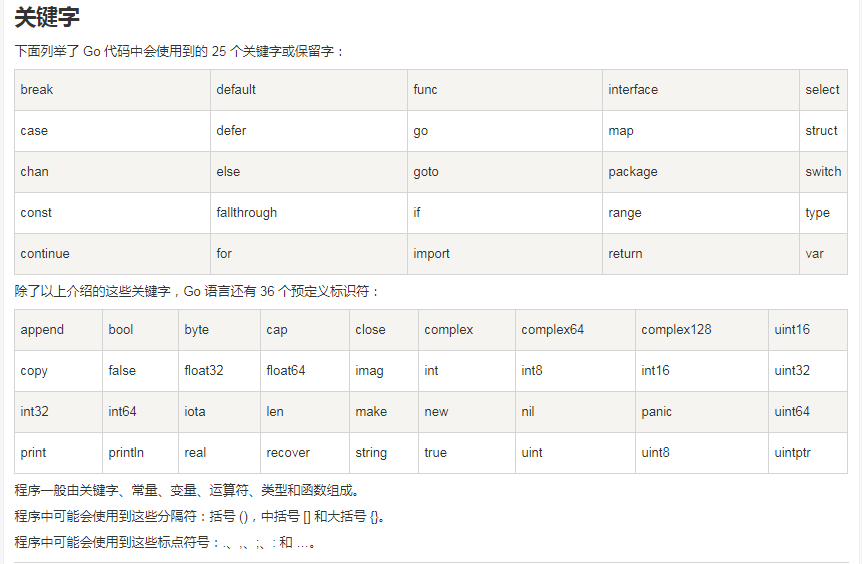 关键字
下面列举了 Go 代码中会使用到的 25 个关键字或保留字：
break default func interface select
case defer go map struct
chan else goto package switch
const fallthrough if range type
continue for import return var
除了以上介绍的这些关键字，Go 语言还有 36 个预定义标识符：
append bool byte cap close complex complex64 complex128 uint16
copy false float32 float64 imag int int8 int16 uint32
int32 int64 iota len make new nil panic uint64
print println real recover string true uint uint8 uintptr
程序一般由关键字、常量、变量、运算符、类型和函数组成。
程序中可能会使用到这些分隔符：括号 ()，中括号 [] 和大括号 {}。
程序中可能会使用到这些标点符号：.、,、;、: 和 …。